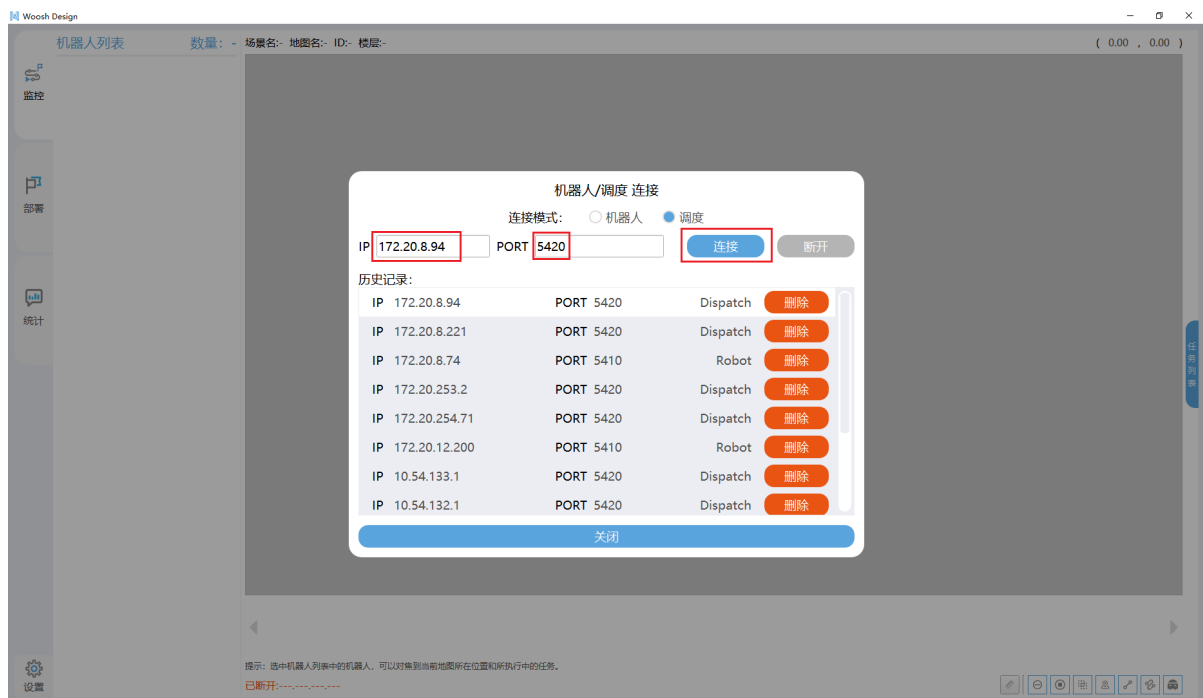 Woosh Design
机器人列表 数量： - 场景名:- 地图名:- ID:- 楼层:- ( 0.00 , 0.00 )
监控
部署
统计
机器人/调度 连接
连接模式： 机器人 调度
IP 172.20.8.94 PORT 5420 连接 断开
历史记录：
IP 172.20.8.94 PORT 5420 Dispatch 删除
IP 172.20.8.221 PORT 5420 Dispatch 删除
IP 172.20.8.74 PORT 5410 Robot 删除
IP 172.20.253.2 PORT 5420 Dispatch 删除
IP 172.20.254.71 PORT 5420 Dispatch 删除
IP 172.20.12.200 PORT 5410 Robot 删除
IP 10.54.133.1 PORT 5420 Dispatch 删除
IP 10.54.132.1 PORT 5420 Dispatch 删除
关闭
任务列表
提示：选中机器人列表中的机器人，可以对焦到当前地图所在位置和所执行中的任务。
设置
已断开:---,---,---,---